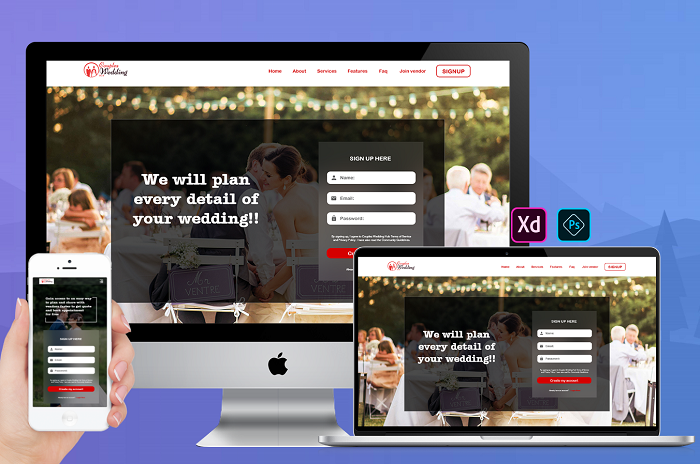 Couples
Wedding
Home About Services Features Faq Join vendor SIGNUP
We will plan
every detail of
your wedding!!
SIGN UP HERE
Name:
Email:
Password:
By signing up, I agree to Couples Wedding Hub Terms of Service
and Privacy Policy. I have also read the Community Guidelines.
VENTRE
Xd
Ps
Wedding
Home About Services Features Faq Join vendor SIGNUP
We will plan
every detail of
your wedding!!
SIGN UP HERE
Name:
Email:
Password:
Create my account
SIGN UP HERE
Name:
Email:
Password:
Create my account